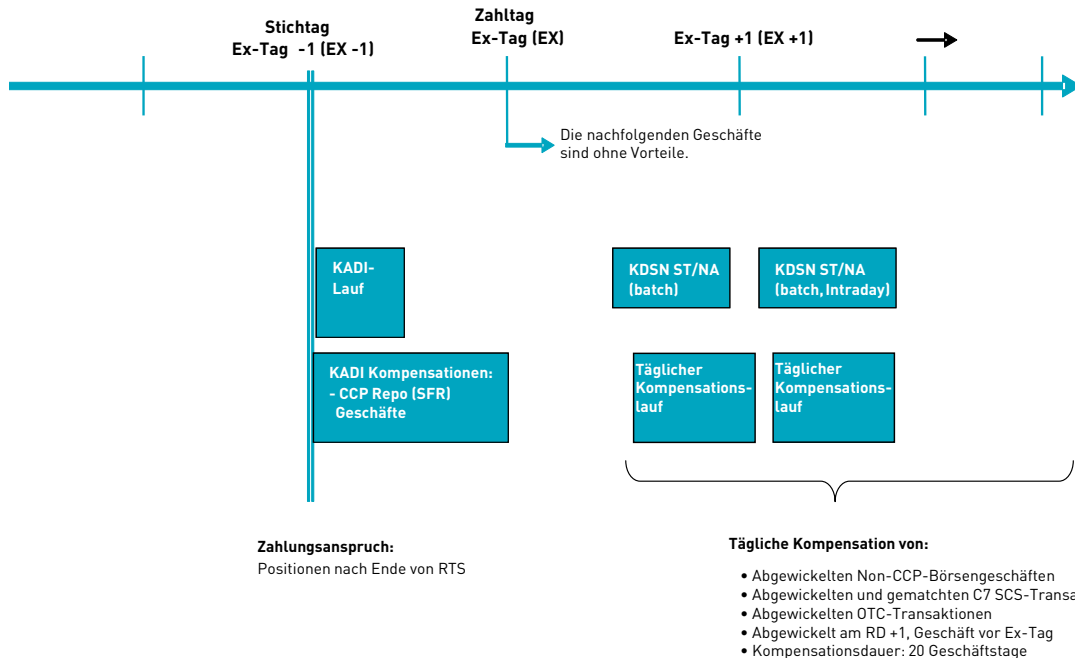 Stichtag
Ex-Tag -1 (EX -1)
Zahltag
Ex-Tag (EX)
Ex-Tag +1 (EX +1)
Die nachfolgenden Geschäfte
sind ohne Vorteile.
KADI-
Lauf
KDSN ST/NA
(batch)
KDSN ST/NA
(batch, Intraday)
KADI Kompensationen:
- CCP Repo (SFR)
Geschäfte
Täglicher
Kompensations-
lauf
Täglicher
Kompensations-
lauf
Zahlungsanspruch:
Positionen nach Ende von RTS
Tägliche Kompensation von:
• Abgewickelten Non-CCP-Börsengeschäften
• Abgewickelten und gematchten C7 SCS-Transa
• Abgewickelten OTC-Transaktionen
• Abgewickelt am RD +1, Geschäft vor Ex-Tag
• Kompensationsdauer: 20 Geschäftstage